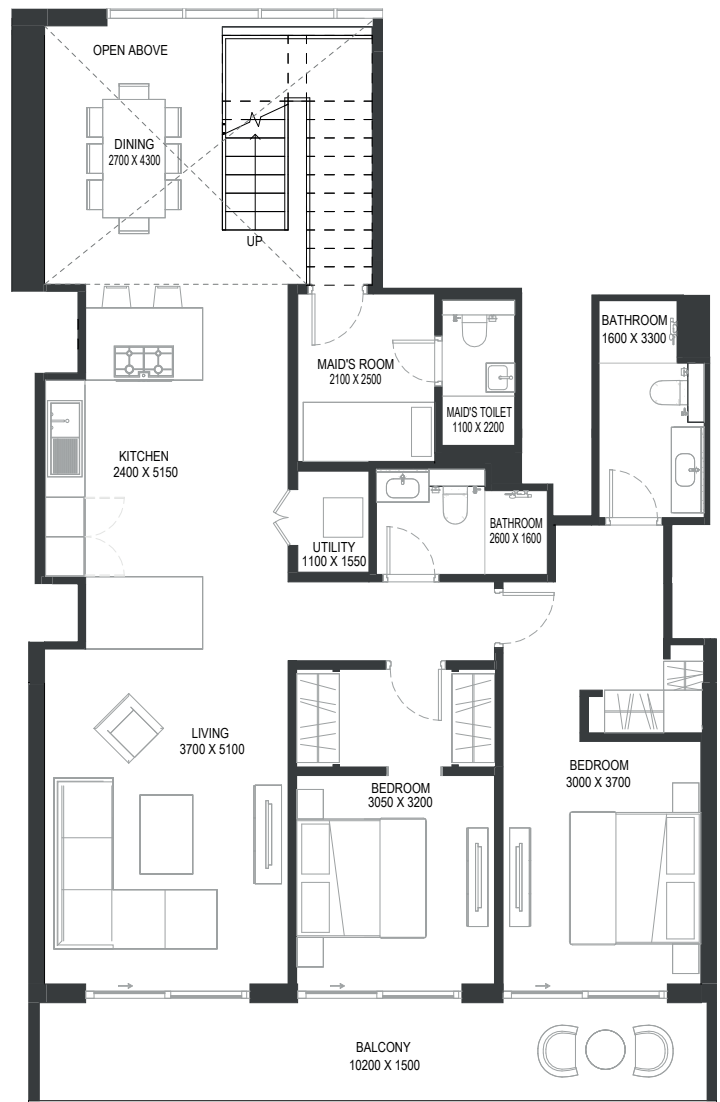 OPEN ABOVE
DINING
2700 X 4300
UP
BATHROOM
1600 X 3300
MAID'S ROOM
2100 X 2500
MAID'S TOILET
1100 X 2200
KITCHEN
2400 X 5150
BATHROOM
2600 X 1600
UTILITY
1100 X 1550
LIVING
3700 X 5100
BEDROOM
3050 X 3200
BEDROOM
3000 X 3700
BALCONY
10200 X 1500